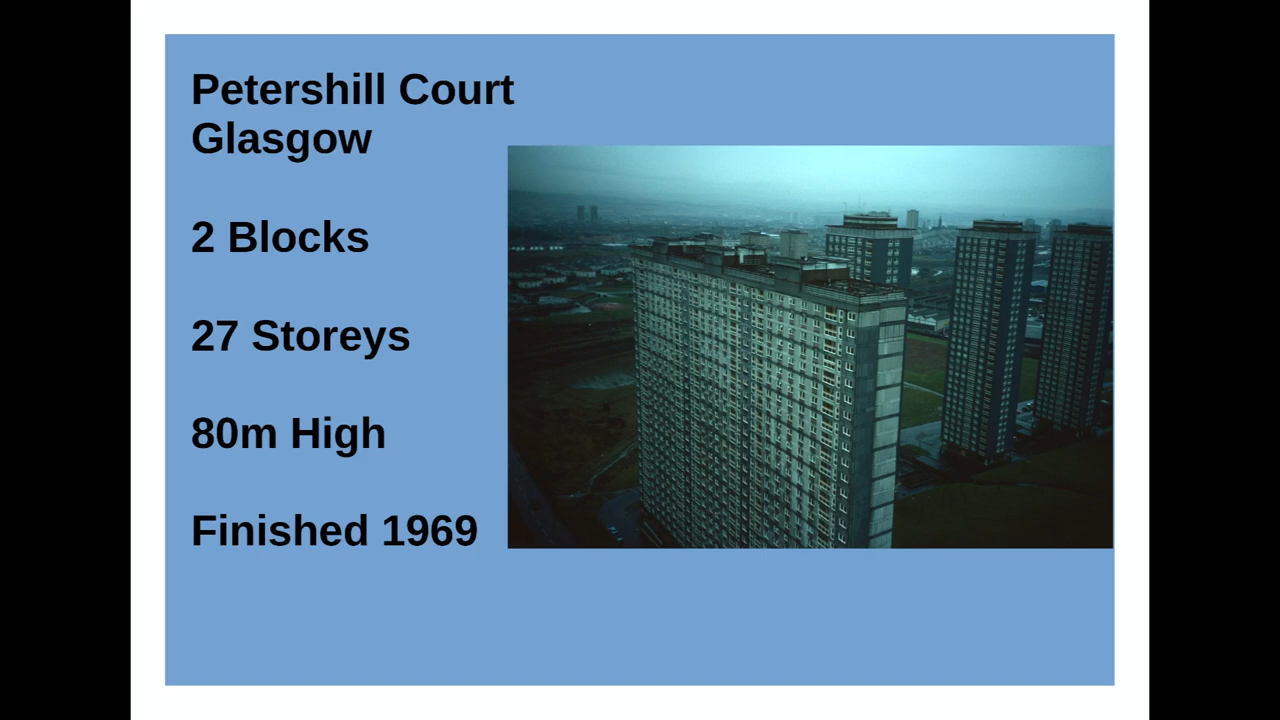 Petershill Court
Glasgow
2 Blocks
27 Storeys
80m High
Finished 1969